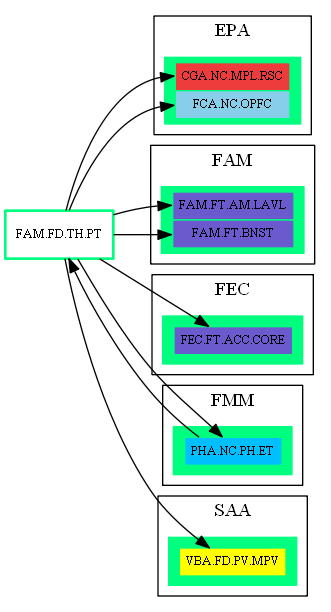 EPA
CGA.NC.MPL.RSC
FCA.NC.OPFC
FAM
FAM.FT.AM.LAVL
FAM.FD.TH.PT
FAM.FT.BNST
FEC
FEC.FT.ACC.CORE
FMM
PHA.NC.PH.ET
SAA
VBA.FD.PV.MPV